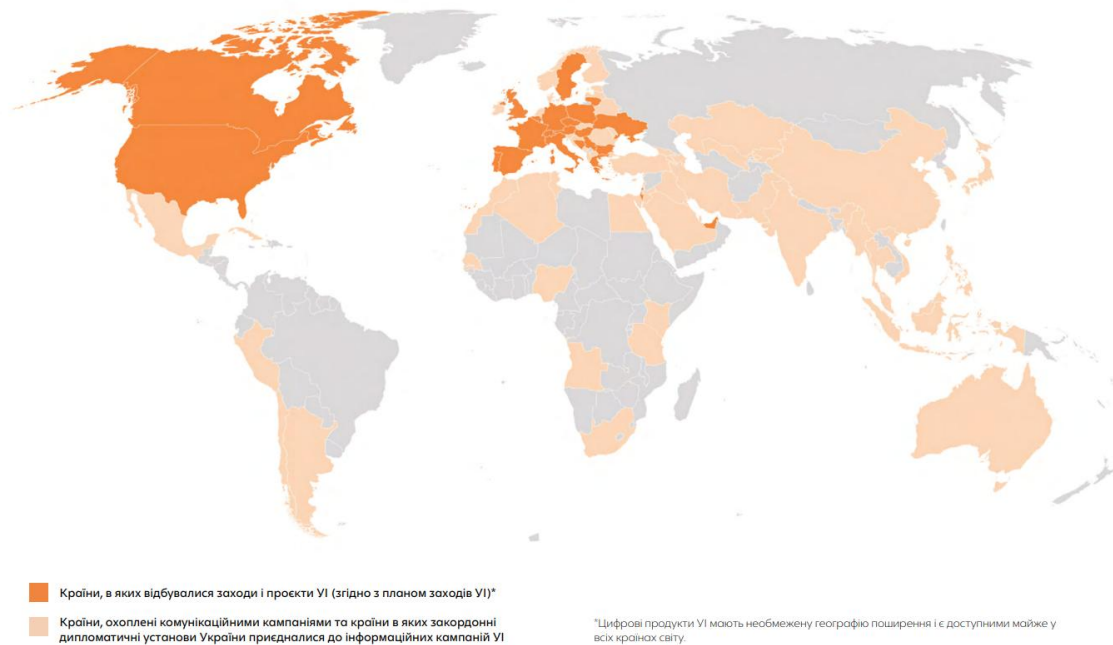 Країни, в яких відбувалися заходи і проєкти УІ (згідно з планом заходів УІ)*
Країни, охоплені комунікаційними кампаніями та країни в яких закордонні
дипломатичні установи України приєдналися до інформаційних кампаній УІ
*Цифрові продукти УІ мають необмежену географію поширення і є доступними майже у
всіх країнах світу.